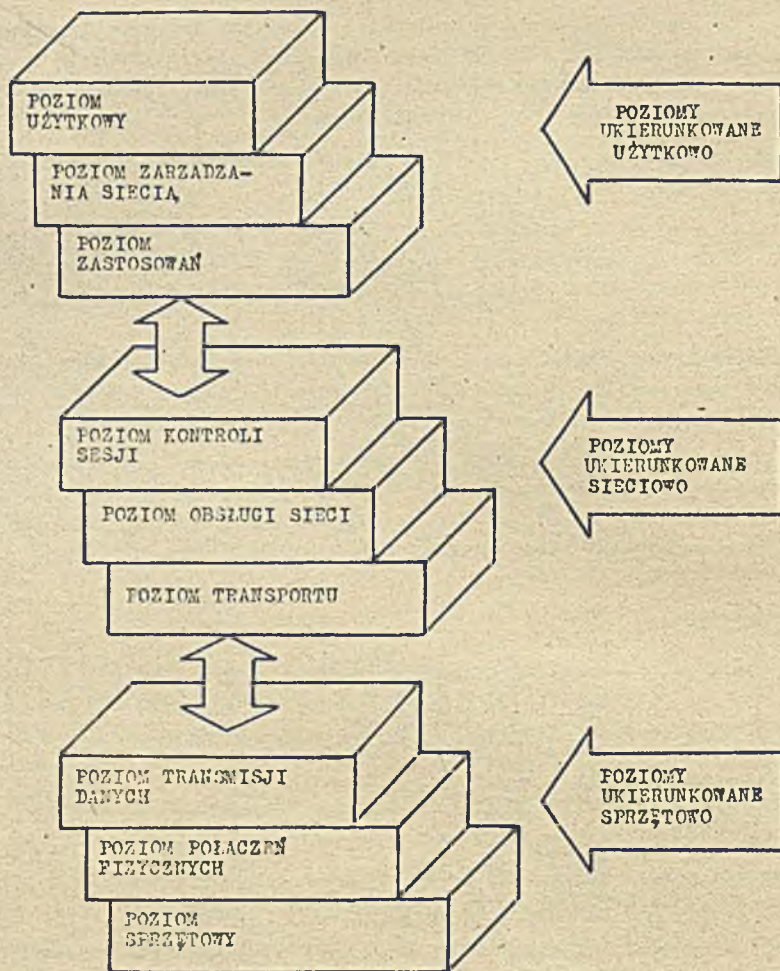 POZIOM
UŻYTKOWY
POZIOM ZARZADZA-
NIA SIECIĄ
POZIOM
ZASTOSOWAŃ
POZIOMY
UKIERUNKOWANE
UŻYTKOWO
POZIOM KONTROLI
SESJI
POZIOM OBSŁUGI SIECI
POZIOM TRANSPORTU
POZIOMY
UKIERUNKOWANE
SIECIOWO
POZIOM TRANSMISJI
DANYCH
POZIOM POŁĄCZEŃ
FIZYCZNYCH
POZIOM
SPRZĘTOWY
POZIOMY
UKIERUNKOWANE
SPRZĘTOWO